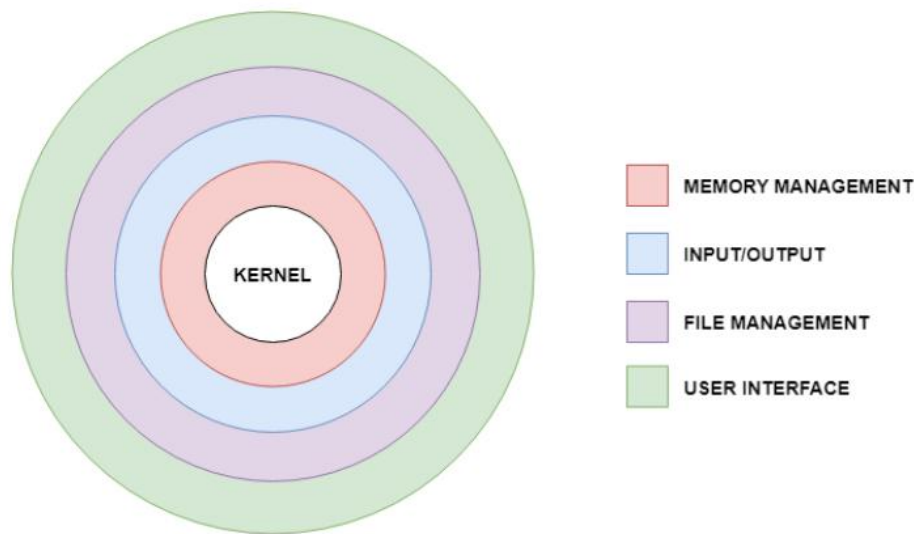 KERNEL
MEMORY MANAGEMENT
INPUT/OUTPUT
FILE MANAGEMENT
USER INTERFACE